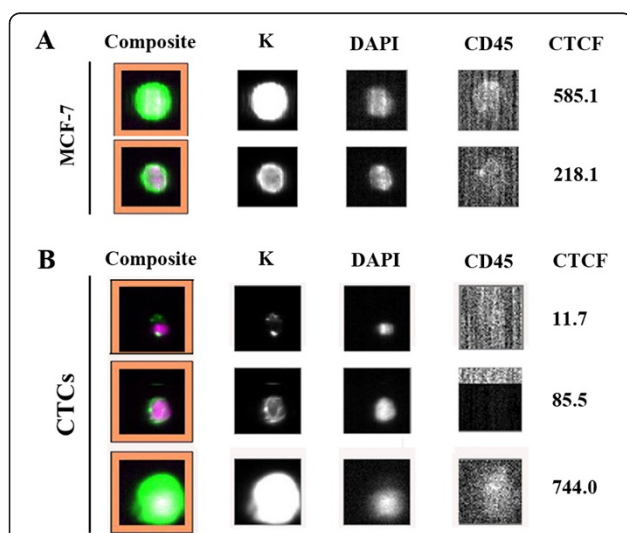 A Composite K DAPI CD45 CTCF
MCF-7
585.1
218.1
B Composite K DAPI CD45 CTCF
CTCs
11.7
85.5
744.0